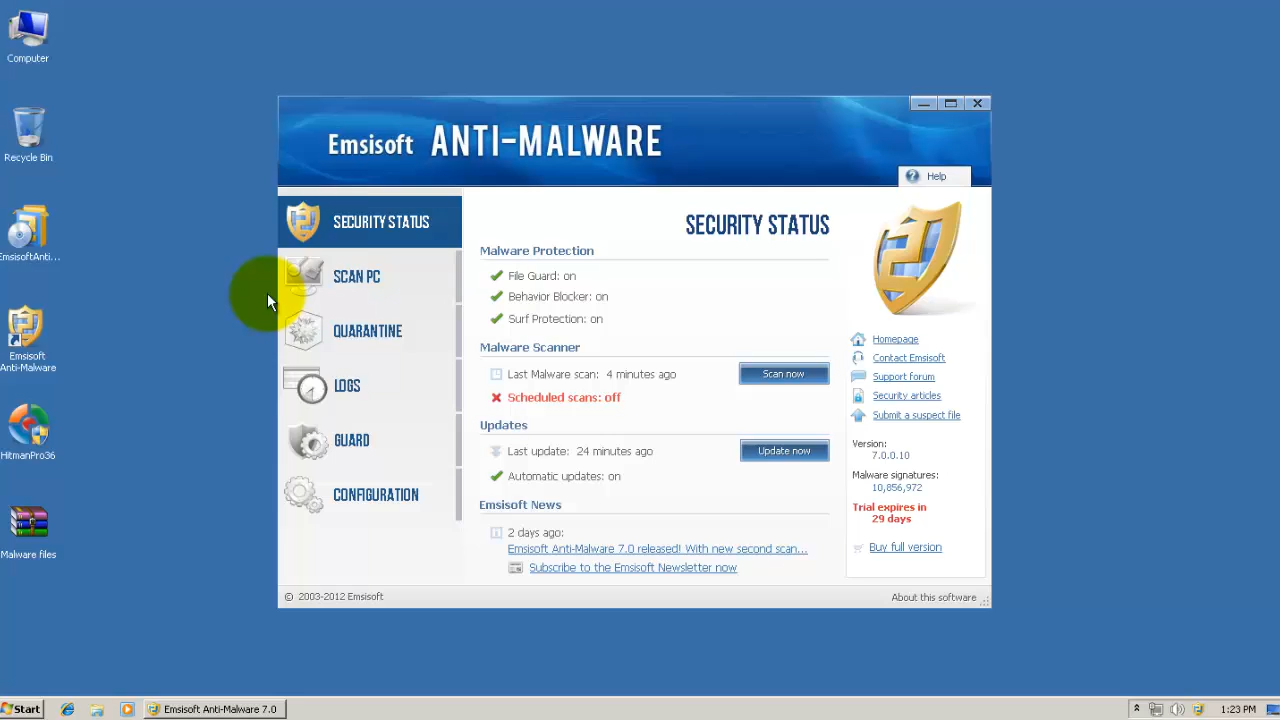 Computer
Recycle Bin
EmsisoftAnti...
Emsisoft
Anti-Malware
HitmanPro36
Malware files
Emsisoft ANTI-MALWARE
Help
SECURITY STATUS
SCAN PC
QUARANTINE
LOGS
GUARD
CONFIGURATION
SECURITY STATUS
Malware Protection
File Guard: on
Behavior Blocker: on
Surf Protection: on
Malware Scanner
Last Malware scan: 4 minutes ago
Scan now
Scheduled scans: off
Updates
Last update: 24 minutes ago
Update now
Automatic updates: on
Emsisoft News
2 days ago:
Emsisoft Anti-Malware 7.0 released! With new second scan...
Subscribe to the Emsisoft Newsletter now
Homepage
Contact Emsisoft
Support forum
Security articles
Submit a suspect file
Version:
7.0.0.10
Malware signatures:
10,856,972
Trial expires in
29 days
Buy full version
© 2003-2012 Emsisoft
About this software
Start
Emsisoft Anti-Malware 7.0
1:23 PM